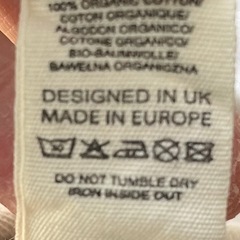 100% ORGANIC COTTON/
COTON ORGANIQUE/
ALGODON ORGANICO/
COTONE ORGANICO/
BIO-BAUMWOLLE/
BAWEŁNA ORGANICZNA
DESIGNED IN UK
MADE IN EUROPE
DO NOT TUMBLE DRY
IRON INSIDE OUT